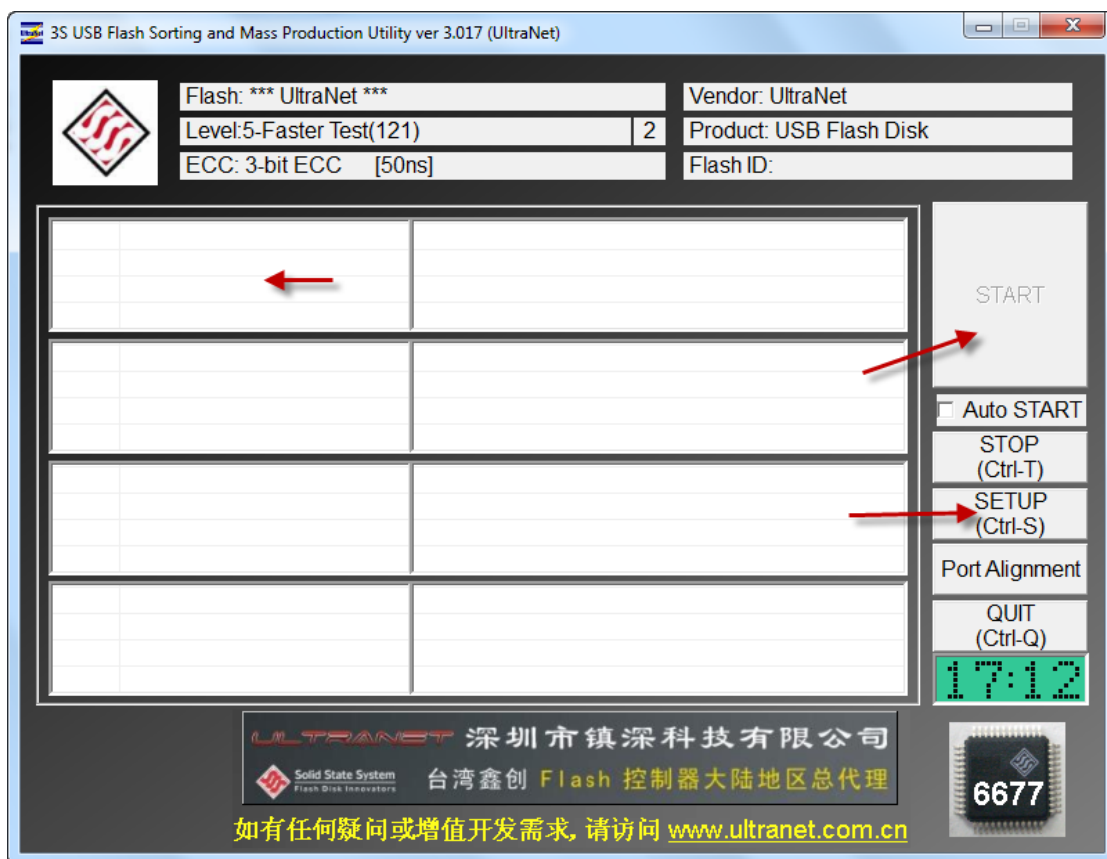 3S USB Flash Sorting and Mass Production Utility ver 3.017 (UltraNet)
Flash: *** UltraNet ***
Vendor: UltraNet
Level:5-Faster Test(121)
2
Product: USB Flash Disk
ECC: 3-bit ECC [50ns]
Flash ID:
START
Auto START
STOP
(Ctrl-T)
SETUP
(Ctrl-S)
Port Alignment
QUIT
(Ctrl-Q)
17:12
ULTRANET 深圳市镇深科技有限公司
Solid State System
Flash Disk Innovators
台湾鑫创 Flash 控制器大陆地区总代理
6677
如有任何疑问或增值开发需求, 请访问 www.ultranet.com.cn